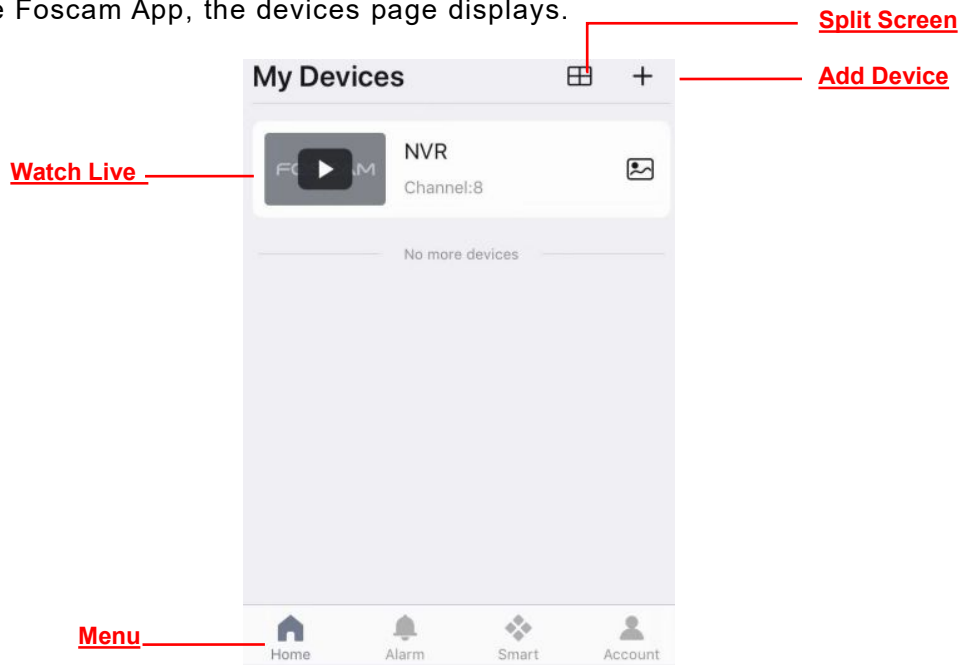 e Foscam App, the devices page displays.
Split Screen
My Devices
Add Device
NVR
Watch Live
Channel:8
No more devices
Menu
Home Alarm Smart Account